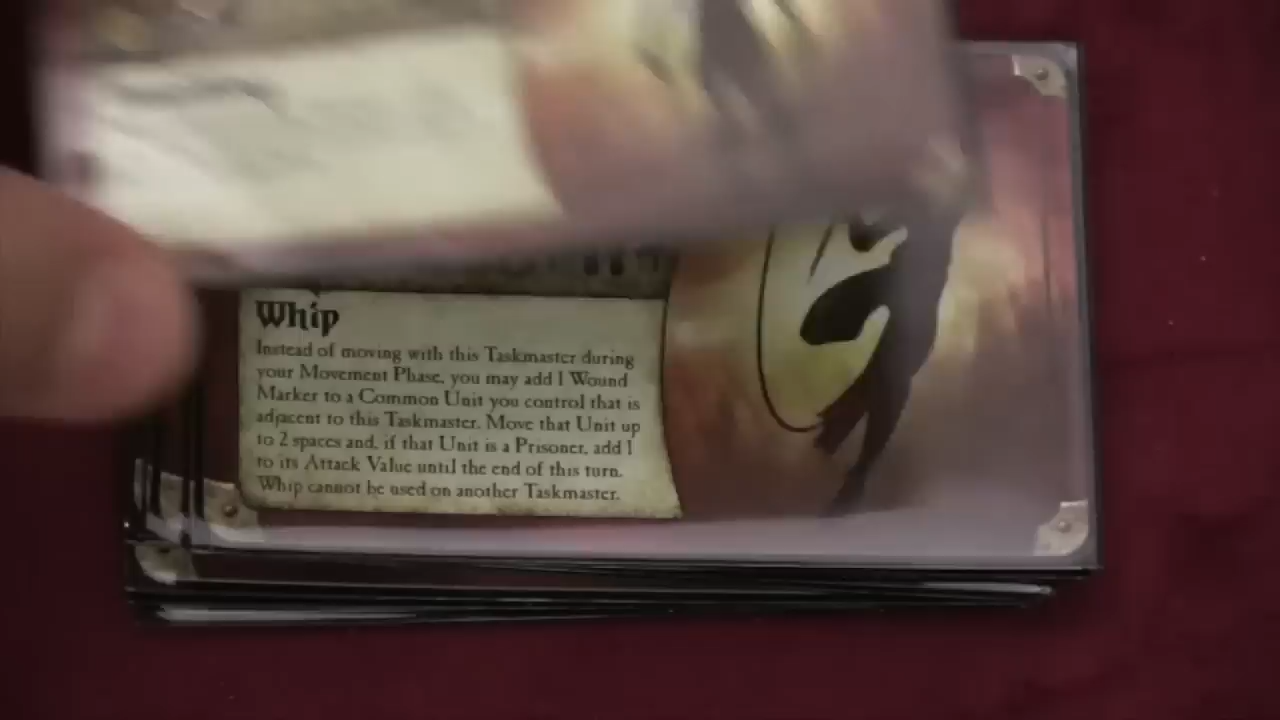 Whip
Instead of moving with this Taskmaster during
your Movement Phase, you may add 1 Wound
Marker to a Common Unit you control that is
adjacent to this Taskmaster. Move that Unit up
to 2 spaces and, if that Unit is a Prisoner, add 1
to its Attack Value until the end of this turn.
Whip cannot be used on another Taskmaster.